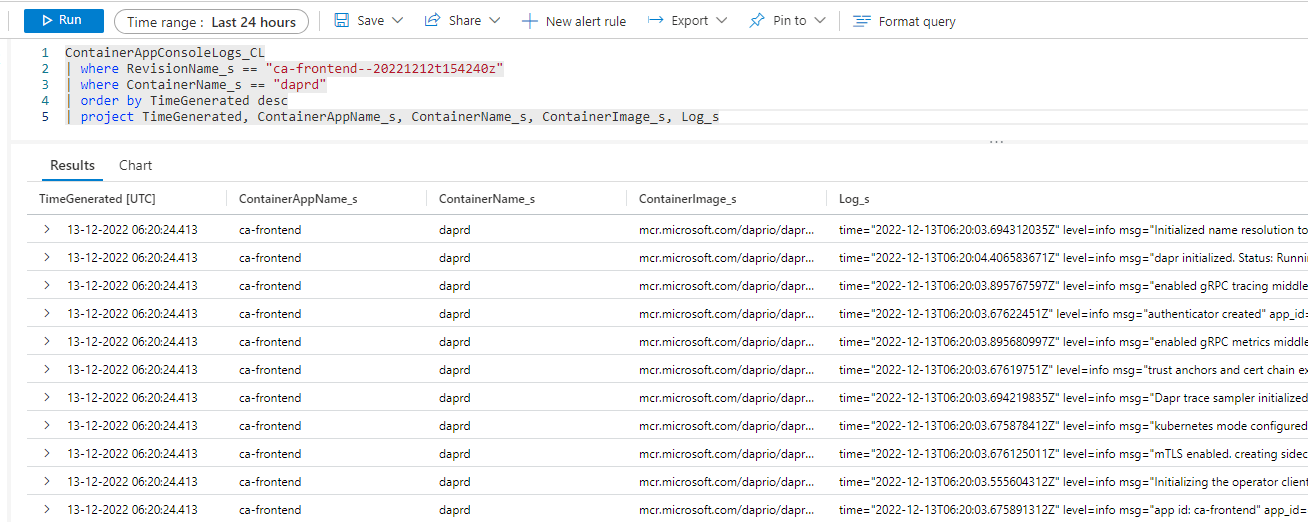 Run Time range : Last 24 hours Save Share New alert rule Export Pin to Format query
1 ContainerAppConsoleLogs_CL
2 | where RevisionName_s == "ca-frontend--20221212t154240z"
3 | where ContainerName_s == "daprd"
4 | order by TimeGenerated desc
5 | project TimeGenerated, ContainerAppName_s, ContainerName_s, ContainerImage_s, Log_s
...
Results Chart
TimeGenerated [UTC] ContainerAppName_s ContainerName_s ContainerImage_s Log_s
13-12-2022 06:20:24.413 ca-frontend daprd mcr.microsoft.com/daprio/dapr... time="2022-12-13T06:20:03.694312035Z" level=info msg="Initialized name resolution to
13-12-2022 06:20:24.413 ca-frontend daprd mcr.microsoft.com/daprio/dapr... time="2022-12-13T06:20:04.406583671Z" level=info msg="dapr initialized. Status: Runni
13-12-2022 06:20:24.413 ca-frontend daprd mcr.microsoft.com/daprio/dapr... time="2022-12-13T06:20:03.895767597Z" level=info msg="enabled gRPC tracing middle
13-12-2022 06:20:24.413 ca-frontend daprd mcr.microsoft.com/daprio/dapr... time="2022-12-13T06:20:03.67622451Z" level=info msg="authenticator created" app_id=
13-12-2022 06:20:24.413 ca-frontend daprd mcr.microsoft.com/daprio/dapr... time="2022-12-13T06:20:03.895680997Z" level=info msg="enabled gRPC metrics middle
13-12-2022 06:20:24.413 ca-frontend daprd mcr.microsoft.com/daprio/dapr... time="2022-12-13T06:20:03.67619751Z" level=info msg="trust anchors and cert chain ex
13-12-2022 06:20:24.413 ca-frontend daprd mcr.microsoft.com/daprio/dapr... time="2022-12-13T06:20:03.694219835Z" level=info msg="Dapr trace sampler initialized
13-12-2022 06:20:24.413 ca-frontend daprd mcr.microsoft.com/daprio/dapr... time="2022-12-13T06:20:03.675878412Z" level=info msg="kubernetes mode configured
13-12-2022 06:20:24.413 ca-frontend daprd mcr.microsoft.com/daprio/dapr... time="2022-12-13T06:20:03.676125011Z" level=info msg="mTLS enabled. creating sidec
13-12-2022 06:20:24.413 ca-frontend daprd mcr.microsoft.com/daprio/dapr... time="2022-12-13T06:20:03.555604312Z" level=info msg="Initializing the operator client
13-12-2022 06:20:24.413 ca-frontend daprd mcr.microsoft.com/daprio/dapr... time="2022-12-13T06:20:03.675891312Z" level=info msg="app id: ca-frontend" app_id=